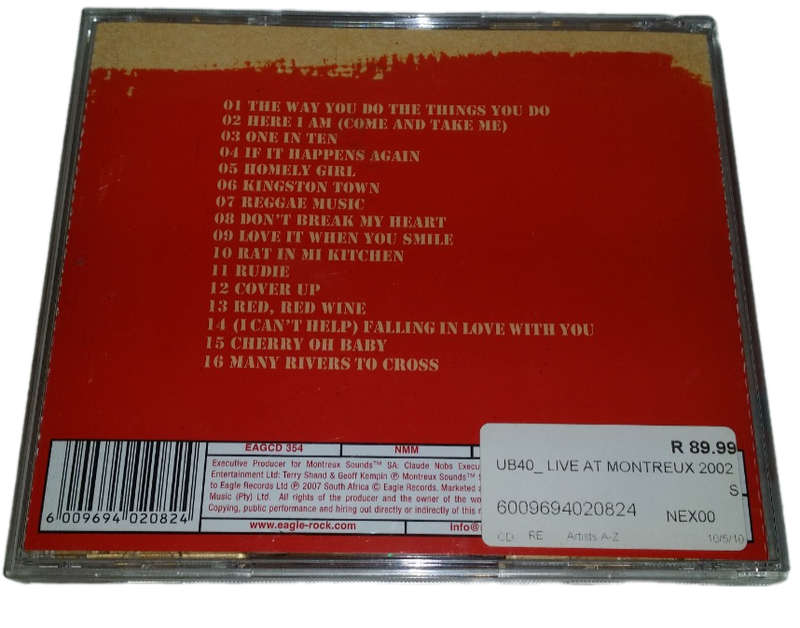 01 THE WAY YOU DO THE THINGS YOU DO
02 HERE I AM (COME AND TAKE ME)
03 ONE IN TEN
04 IF IT HAPPENS AGAIN
05 HOMELY GIRL
06 KINGSTON TOWN
07 REGGAE MUSIC
08 DON'T BREAK MY HEART
09 LOVE IT WHEN YOU SMILE
10 RAT IN MI KITCHEN
11 RUDIE
12 COVER UP
13 RED, RED WINE
14 (I CAN'T HELP) FALLING IN LOVE WITH YOU
15 CHERRY OH BABY
16 MANY RIVERS TO CROSS
EAGCD 354 NMM
Executive Producer for Montreux Sounds™ SA: Claude Nobs Execu
Entertainment Ltd: Terry Shand & Geoff Kempin ℗ Montreux Sounds™
to Eagle Records Ltd ℗ 2007 South Africa © Eagle Records. Marketed
Music (Pty) Ltd. All rights of the producer and the owner of the wo
Copying, public performance and hiring out directly or indirectly of this
www.eagle-rock.com info@
6 009694 020824
R 89.99
UB40_ LIVE AT MONTREUX 2002
S
6009694020824 NEX00
CD RE Artists A-Z 16/5/10